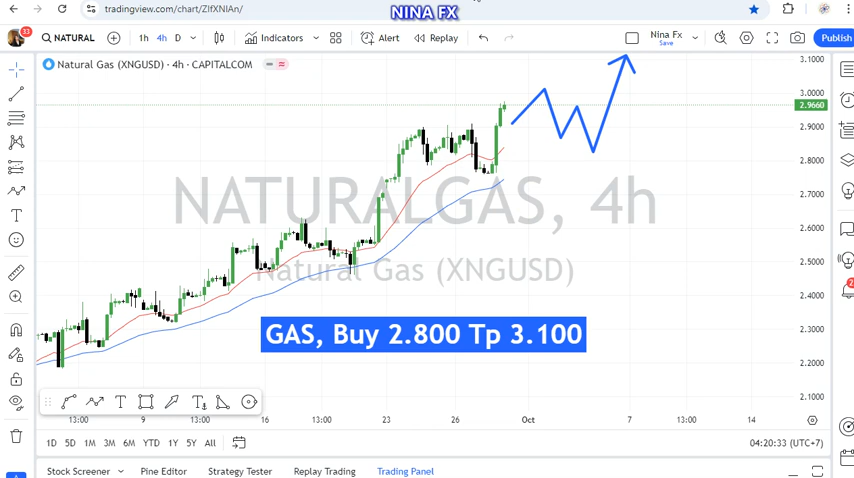 tradingview.com/chart/ZIfXNIAn/
NINA FX
33
NATURAL
1h 4h D
Indicators
Alert
Replay
Nina Fx
Save
Publish
Natural Gas (XNGUSD) · 4h · CAPITALCOM
3.1000
3.0000
2.9660
2.9000
2.8000
2.7000
2.6000
2.5000
2.4000
2.3000
2.2000
2.1000
NATURALGAS, 4h
Natural Gas (XNGUSD)
GAS, Buy 2.800 Tp 3.100
13:00 9 13:00 16 13:00 23 26 Oct 7 13:00 14
1D 5D 1M 3M 6M YTD 1Y 5Y All
04:20:33 (UTC+7)
Stock Screener Pine Editor Strategy Tester Replay Trading Trading Panel